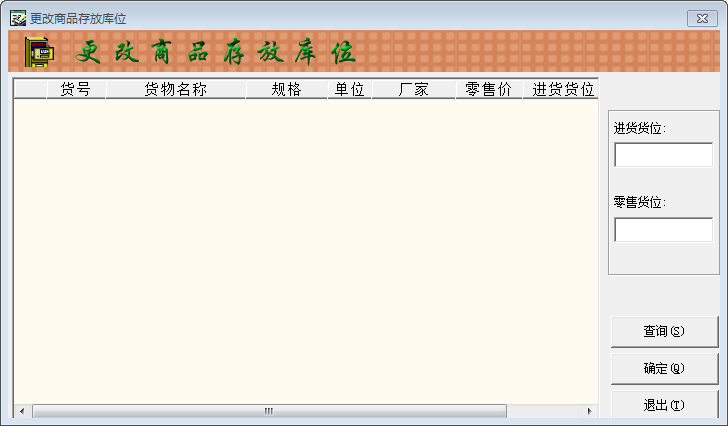 更改商品存放库位
更改商品存放库位
货号 货物名称 规格 单位 厂家 零售价 进货货位
进货货位:
零售货位:
查询(S)
确定(Q)
退出(T)